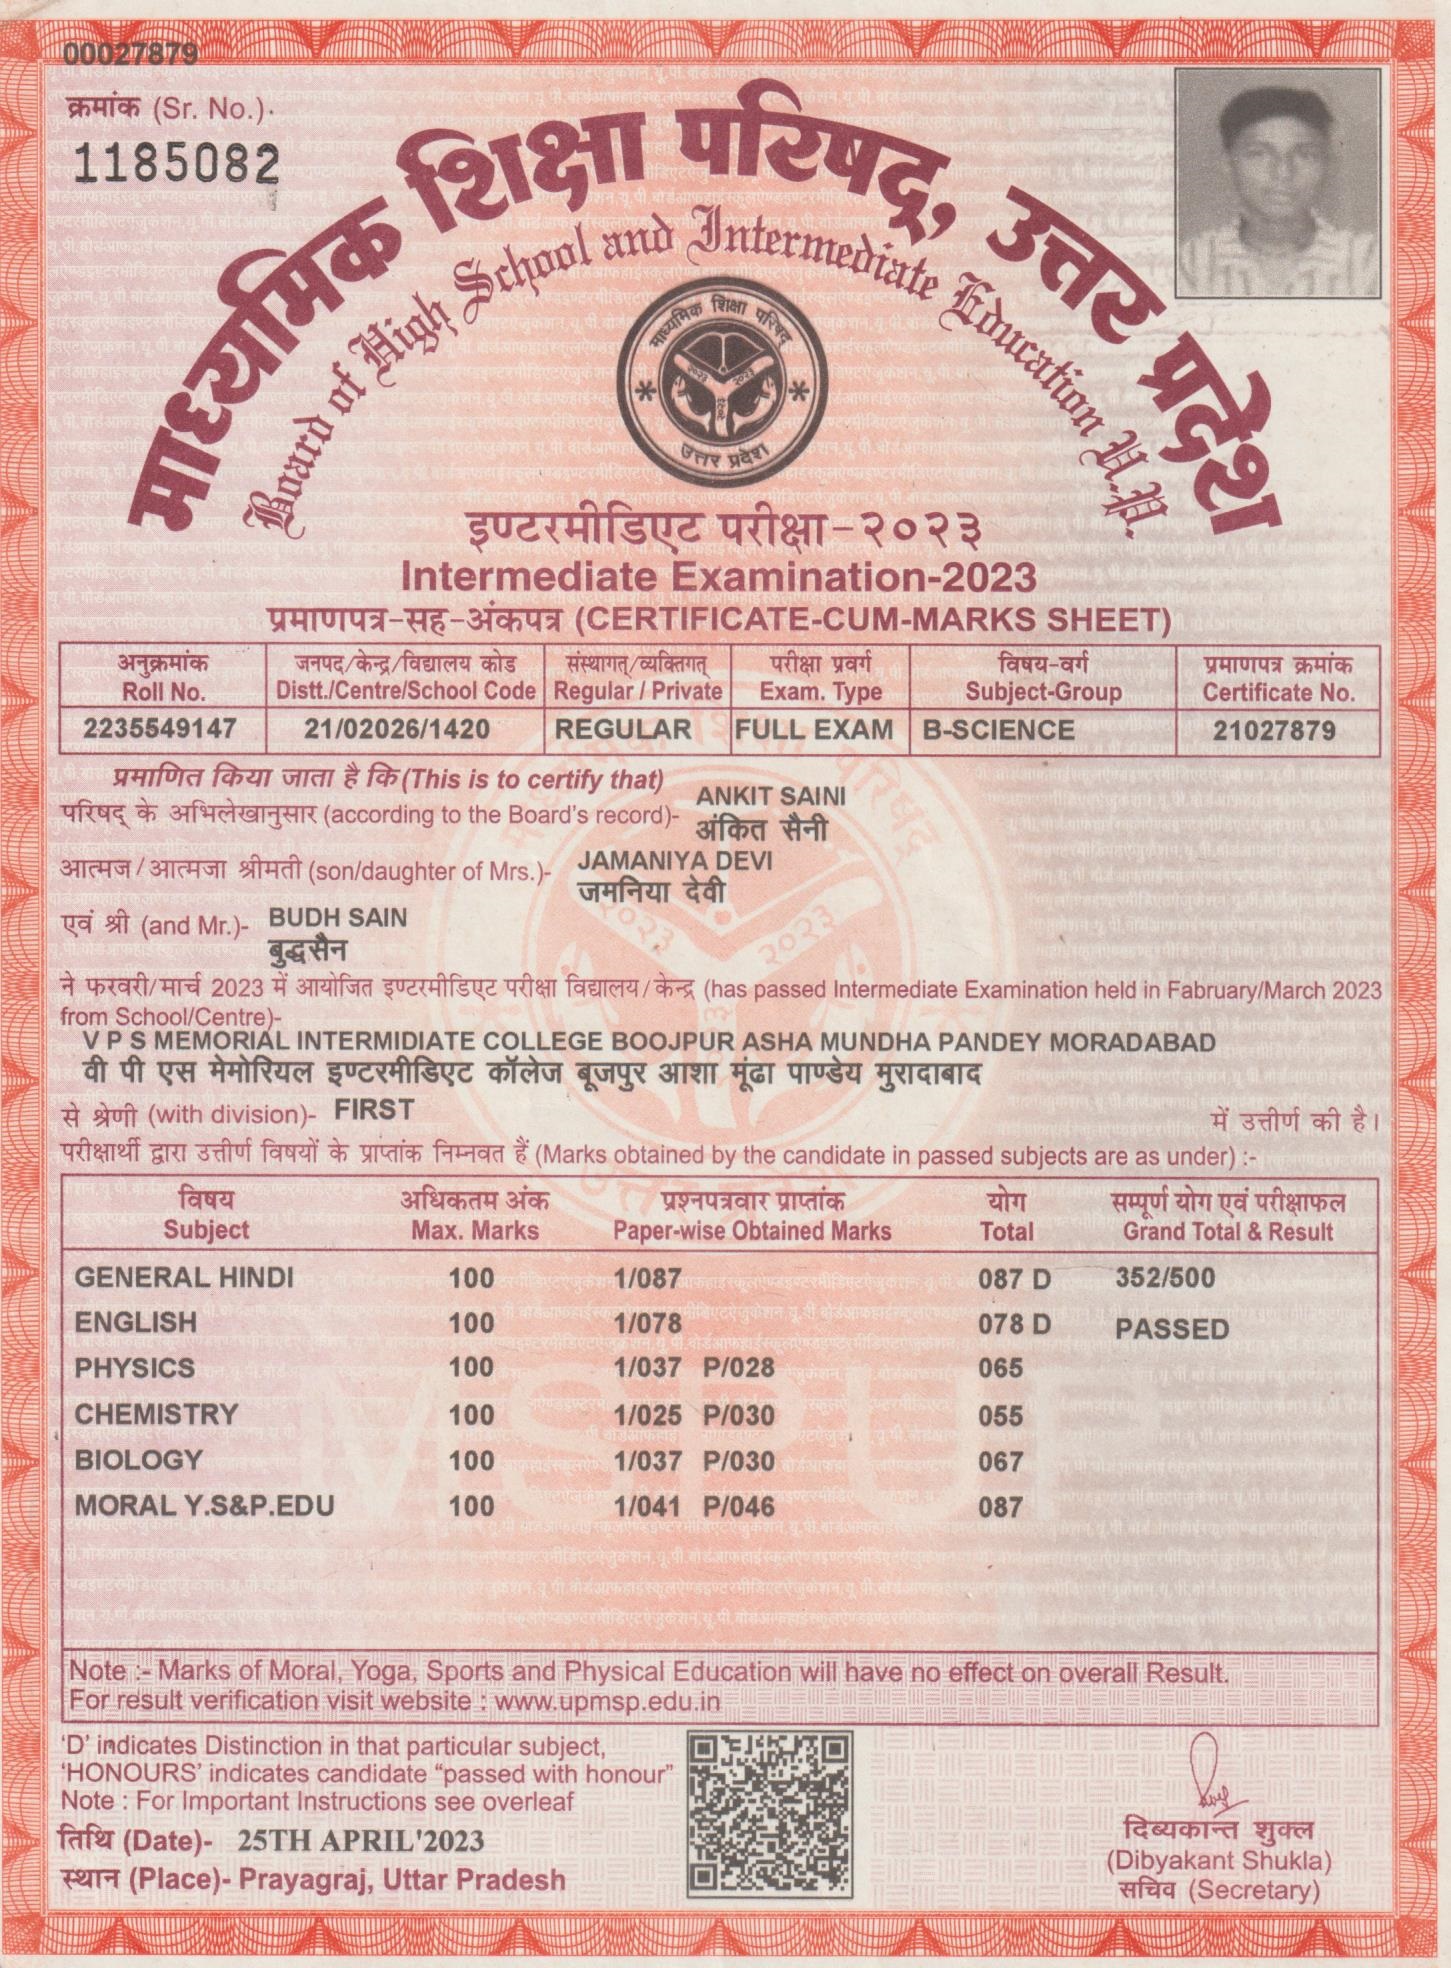 00027879
क्रमांक (Sr. No.)
1185082
माध्यमिक शिक्षा परिषद्, उत्तर प्रदेश
Board of High School and Intermediate Education U.P.
माध्यमिक शिक्षा परिषद्
२०२३ २०२३
२०२३
उत्तर प्रदेश
इण्टरमीडिएट परीक्षा-२०२३
Intermediate Examination-2023
प्रमाणपत्र-सह-अंकपत्र (CERTIFICATE-CUM-MARKS SHEET)
अनुक्रमांक जनपद/केन्द्र/विद्यालय कोड संस्थागत्/व्यक्तिगत् परीक्षा प्रवर्ग विषय-वर्ग प्रमाणपत्र क्रमांक
Roll No. Distt./Centre/School Code Regular / Private Exam. Type Subject-Group Certificate No.
2235549147 21/02026/1420 REGULAR FULL EXAM B-SCIENCE 21027879
प्रमाणित किया जाता है कि (This is to certify that)
परिषद् के अभिलेखानुसार (according to the Board's record)- ANKIT SAINI
अंकित सैनी
आत्मज/आत्मजा श्रीमती (son/daughter of Mrs.)- JAMANIYA DEVI
जमनिया देवी
एवं श्री (and Mr.)- BUDH SAIN
बुद्धसैन
ने फरवरी/मार्च 2023 में आयोजित इण्टरमीडिएट परीक्षा विद्यालय/केन्द्र (has passed Intermediate Examination held in Fabruary/March 2023
from School/Centre)-
V P S MEMORIAL INTERMIDIATE COLLEGE BOOJPUR ASHA MUNDHA PANDEY MORADABAD
वी पी एस मेमोरियल इण्टरमीडिएट कॉलेज बूजपुर आशा मूंढा पाण्डेय मुरादाबाद
से श्रेणी (with division)- FIRST में उत्तीर्ण की है।
परीक्षार्थी द्वारा उत्तीर्ण विषयों के प्राप्तांक निम्नवत हैं (Marks obtained by the candidate in passed subjects are as under) :-
विषय अधिकतम अंक प्रश्नपत्रवार प्राप्तांक योग सम्पूर्ण योग एवं परीक्षाफल
Subject Max. Marks Paper-wise Obtained Marks Total Grand Total & Result
GENERAL HINDI 100 1/087 087 D 352/500
ENGLISH 100 1/078 078 D PASSED
PHYSICS 100 1/037 P/028 065
CHEMISTRY 100 1/025 P/030 055
BIOLOGY 100 1/037 P/030 067
MORAL Y.S&P.EDU 100 1/041 P/046 087
Note :- Marks of Moral, Yoga, Sports and Physical Education will have no effect on overall Result.
For result verification visit website : www.upmsp.edu.in
'D' indicates Distinction in that particular subject,
'HONOURS' indicates candidate "passed with honour"
Note : For Important Instructions see overleaf
तिथि (Date)- 25TH APRIL'2023
स्थान (Place)- Prayagraj, Uttar Pradesh
दिब्यकान्त शुक्ल
(Dibyakant Shukla)
सचिव (Secretary)